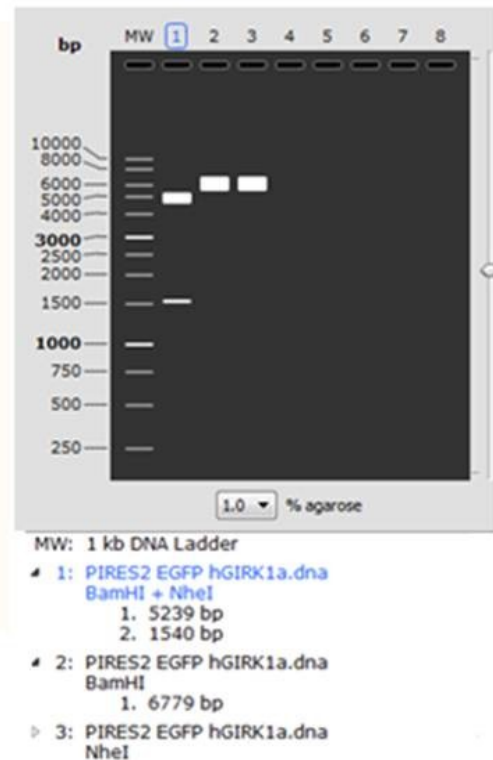 bp MW 1 2 3 4 5 6 7 8
10000
8000
6000
5000
4000
3000
2500
2000
1500
1000
750
500
250
1.0 % agarose
MW: 1 kb DNA Ladder
1: PIRES2 EGFP hGIRK1a.dna
BamHI + NheI
1. 5239 bp
2. 1540 bp
2: PIRES2 EGFP hGIRK1a.dna
BamHI
1. 6779 bp
3: PIRES2 EGFP hGIRK1a.dna
NheI